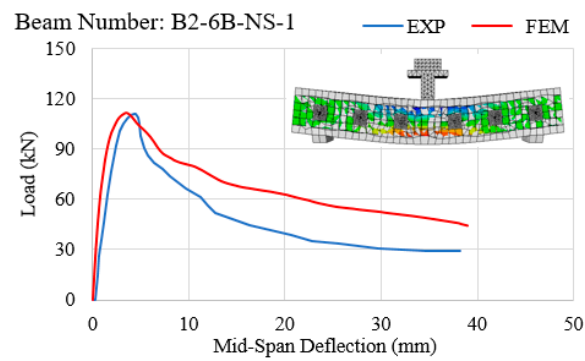 Beam Number: B2-6B-NS-1
EXP
FEM
150
120
90
60
30
0
Load (kN)
0 10 20 30 40 50
Mid-Span Deflection (mm)